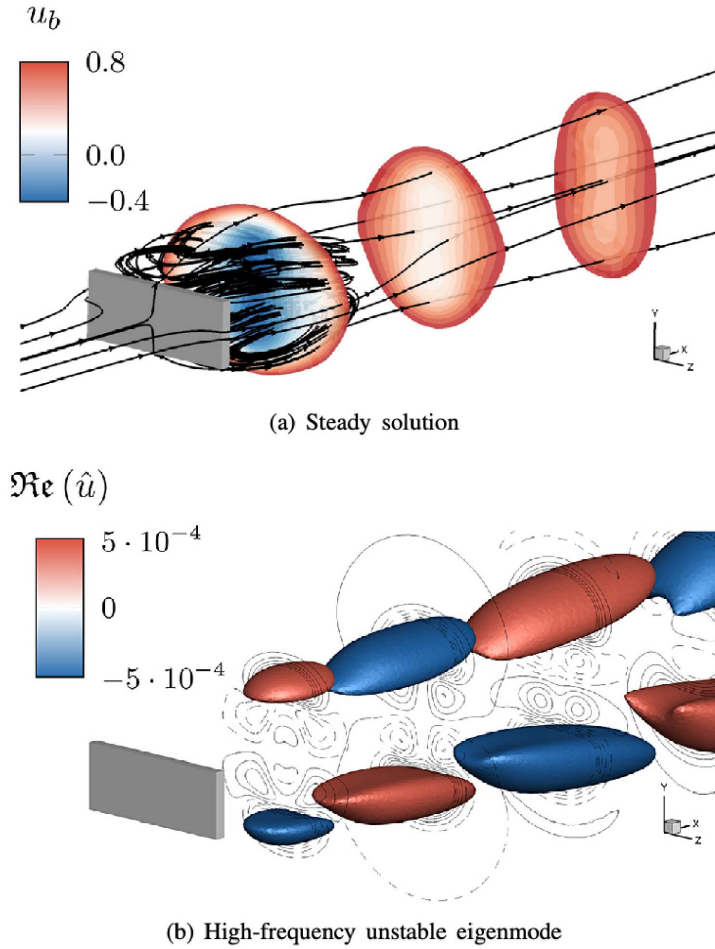 u_b
0.8
0.0
−0.4
Y
X
Z
(a) Steady solution
ℜ𝔢 (û)
5 · 10⁻⁴
0
−5 · 10⁻⁴
Y
X
Z
(b) High-frequency unstable eigenmode